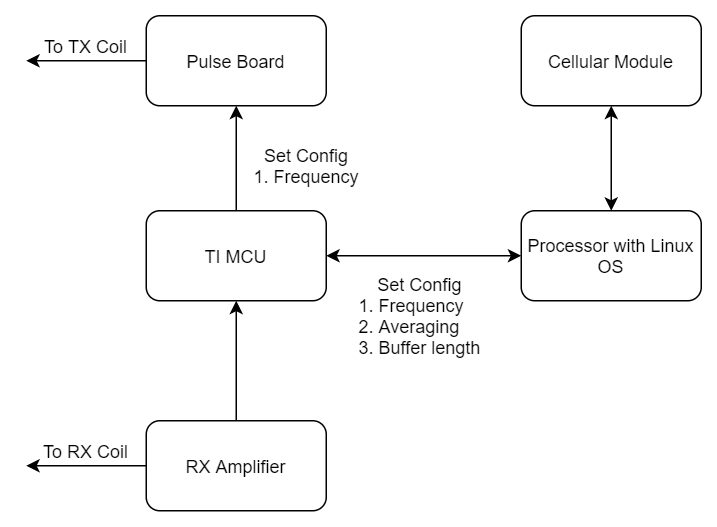 To TX Coil
Pulse Board
Cellular Module
Set Config
1. Frequency
TI MCU
Processor with Linux
OS
Set Config
1. Frequency
2. Averaging
3. Buffer length
To RX Coil
RX Amplifier